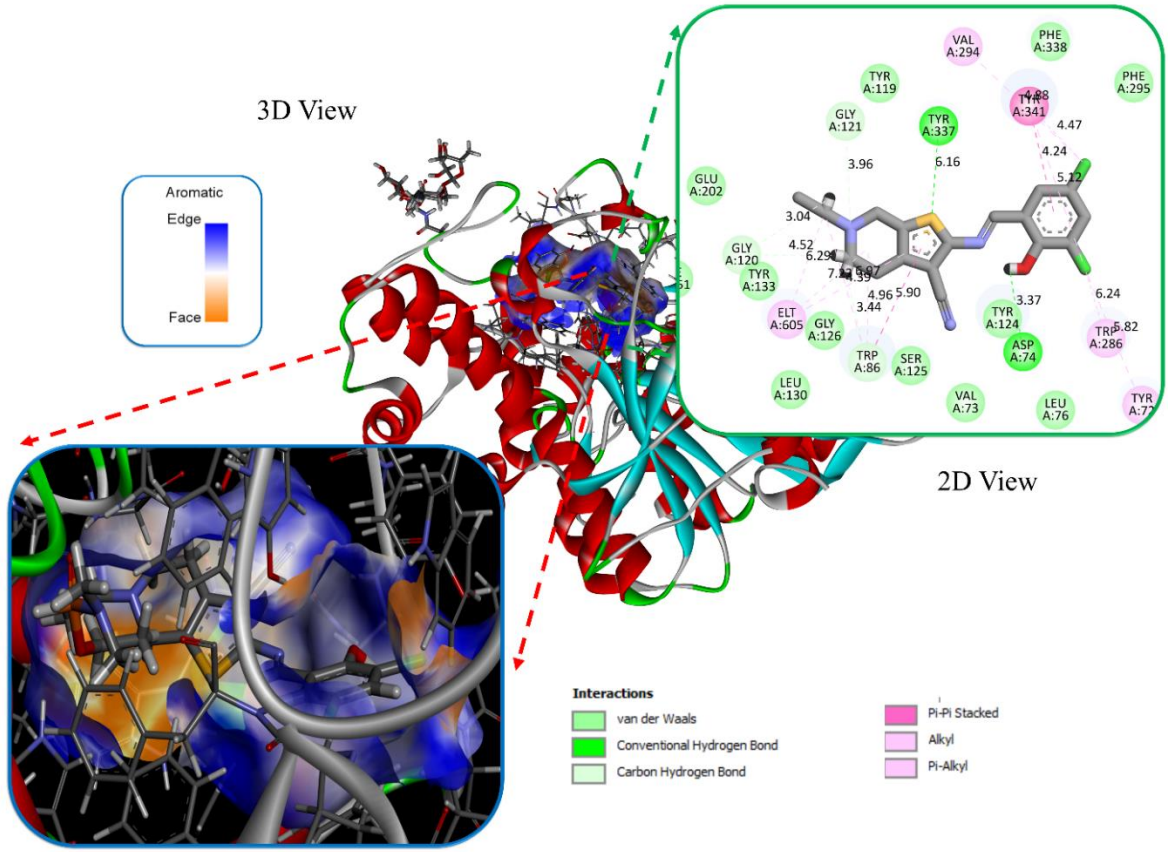 3D View
Aromatic
Edge
Face
VAL
A:294
PHE
A:338
TYR
A:119
PHE
A:295
GLY
A:121
TYR
A:337
4.88
TYR
A:341
4.47
4.24
5.12
3.96
6.16
GLU
A:202
3.04
GLY
A:120
4.52
6.29
TYR
A:133
4.39
4.96
5.90
3.44
6.24
3.37
5.82
ELT
A:605
GLY
A:126
TYR
A:124
TRP
A:286
TRP
A:86
SER
A:125
ASP
A:74
LEU
A:130
VAL
A:73
LEU
A:76
TYR
A:72
2D View
Interactions
van der Waals
Conventional Hydrogen Bond
Carbon Hydrogen Bond
Pi-Pi Stacked
Alkyl
Pi-Alkyl